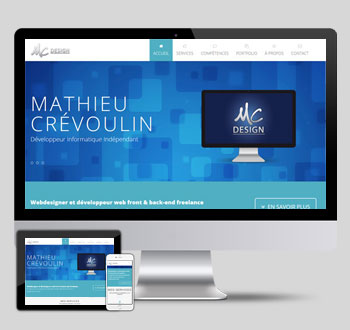 MC DESIGN
ACCUEIL SERVICES COMPÉTENCES PORTFOLIO À PROPOS CONTACT
MATHIEU
CRÉVOULIN
Développeur Informatique Indépendant
MC
DESIGN
Webdesigner et développeur web front & back-end freelance
EN SAVOIR PLUS
MATHIEU
CRÉVOULIN